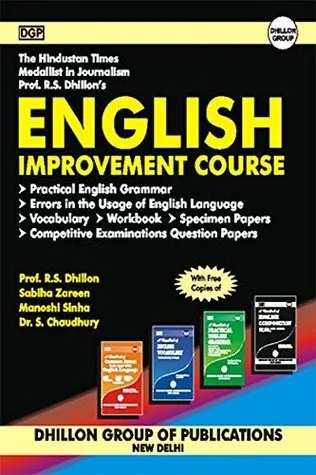 DGP
DHILLON
GROUP
The Hindustan Times
Medallist in Journalism
Prof. R.S. Dhillon's
ENGLISH
IMPROVEMENT COURSE
➤ Practical English Grammar
➤ Errors in the Usage of English Language
➤ Vocabulary ➤ Workbook ➤ Specimen Papers
➤ Competitive Examinations Question Papers
Prof. R.S. Dhillon
Sabiha Zareen
Manoshi Sinha
Dr. S. Chaudhury
With Free
Copies of
DHILLON GROUP OF PUBLICATIONS
NEW DELHI